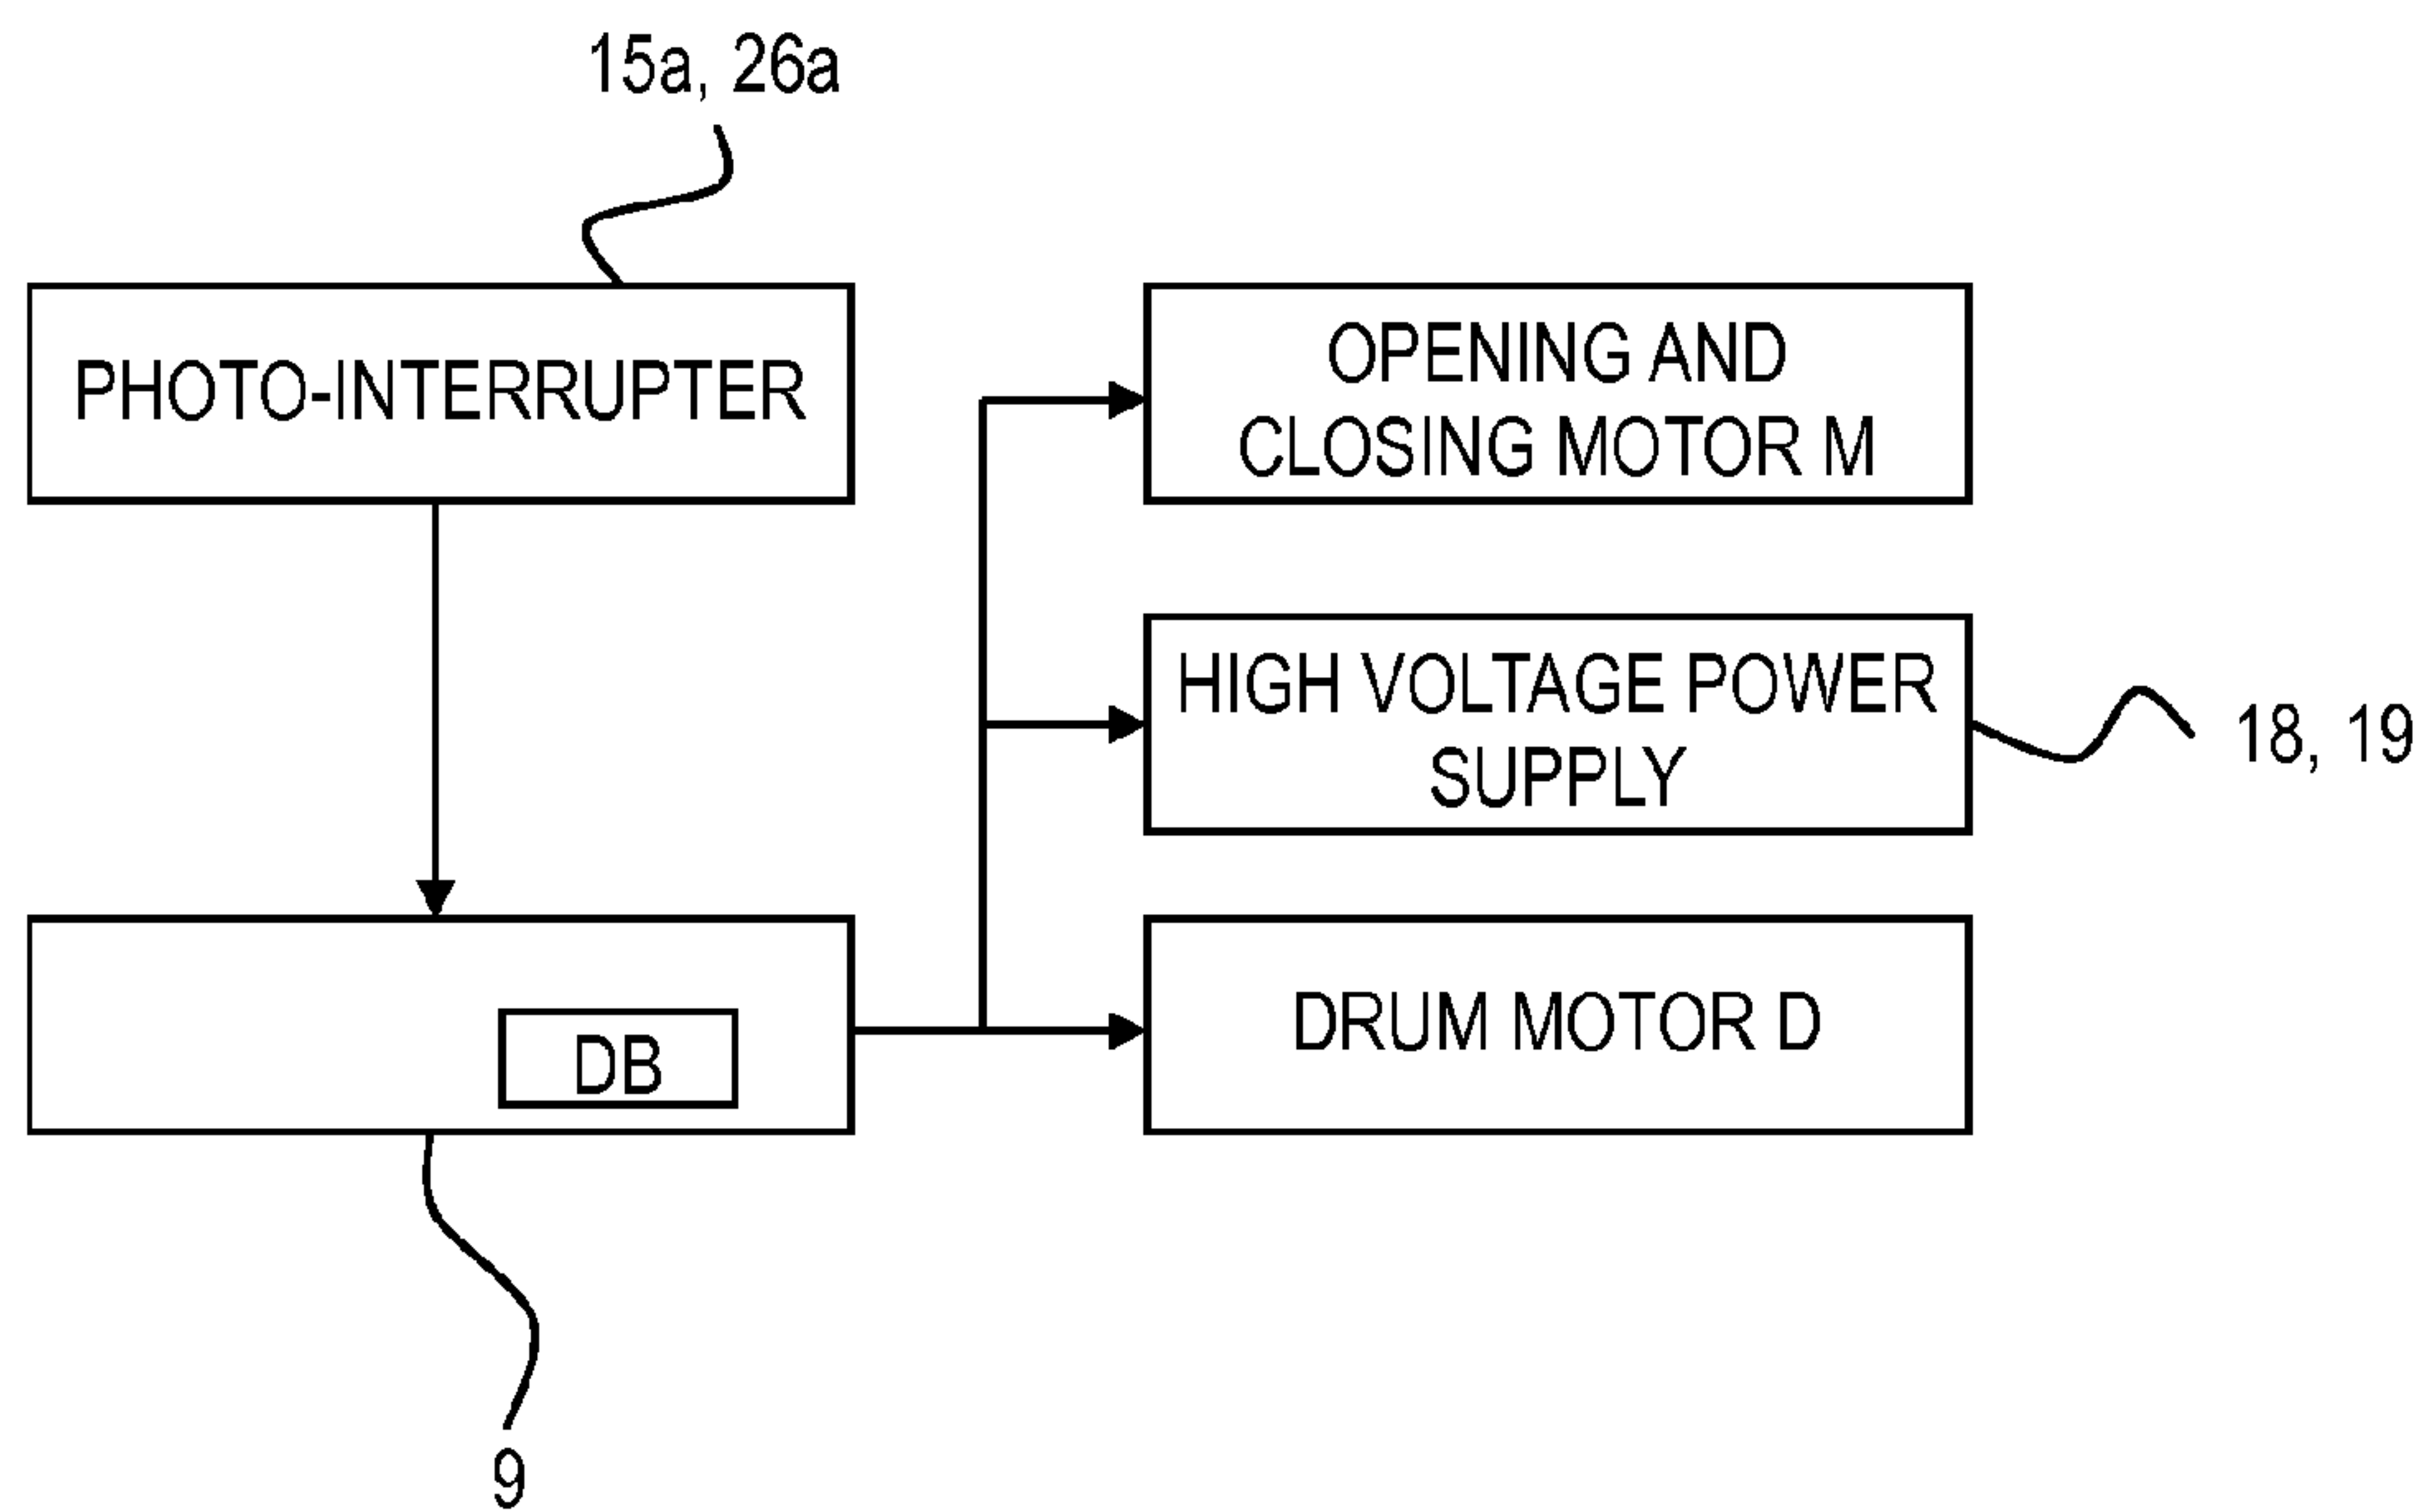 15a, 26a
PHOTO-INTERRUPTER
OPENING AND
CLOSING MOTOR M
HIGH VOLTAGE POWER
SUPPLY
18, 19
DB
DRUM MOTOR D
9